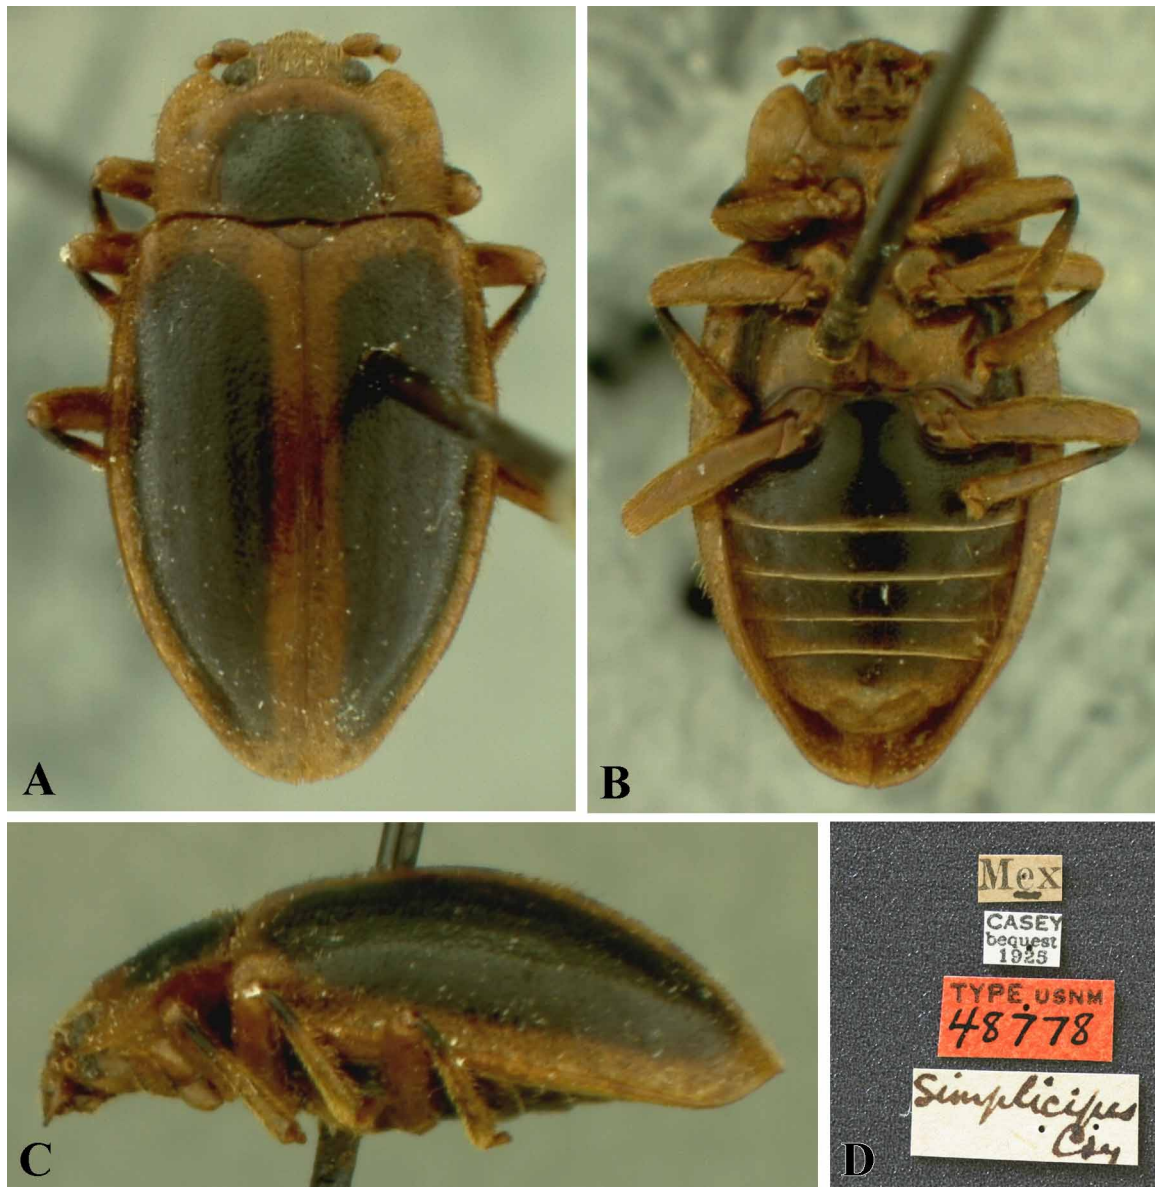 A
B
C
D
Mex
CASEY
bequest
1925
TYPE USNM
48778
Simplicipes
Csy